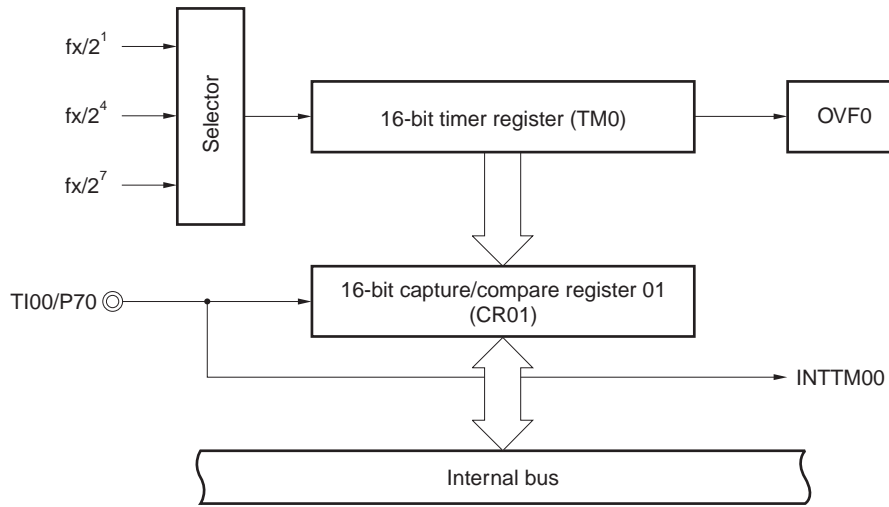 fx/2^1
fx/2^4
fx/2^7
Selector
16-bit timer register (TM0)
OVF0
TI00/P70
16-bit capture/compare register 01
(CR01)
INTTM00
Internal bus